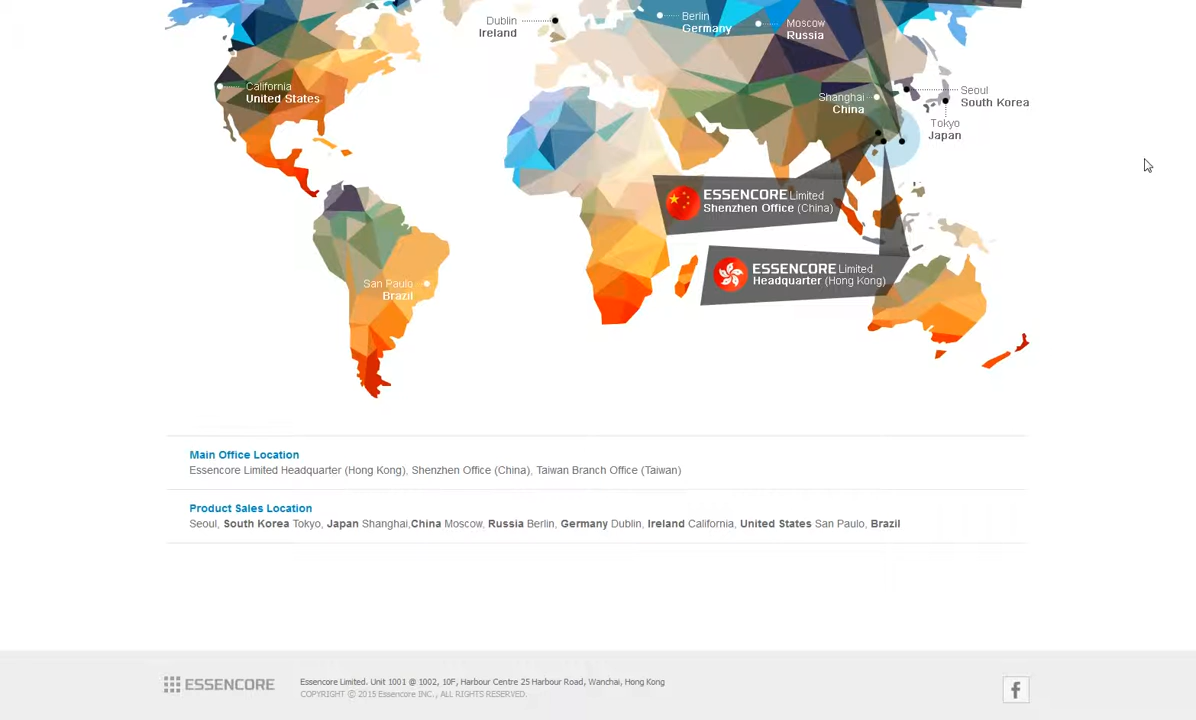 Dublin
Ireland
Berlin
Germany
Moscow
Russia
California
United States
Shanghai
China
Seoul
South Korea
Tokyo
Japan
ESSENCORE Limited
Shenzhen Office (China)
ESSENCORE Limited
Headquarter (Hong Kong)
San Paulo
Brazil
Main Office Location
Essencore Limited Headquarter (Hong Kong), Shenzhen Office (China), Taiwan Branch Office (Taiwan)
Product Sales Location
Seoul, South Korea Tokyo, Japan Shanghai,China Moscow, Russia Berlin, Germany Dublin, Ireland California, United States San Paulo, Brazil
ESSENCORE
Essencore Limited. Unit 1001 @ 1002, 10F, Harbour Centre 25 Harbour Road, Wanchai, Hong Kong
COPYRIGHT ⓒ 2015 Essencore INC., ALL RIGHTS RESERVED.
f